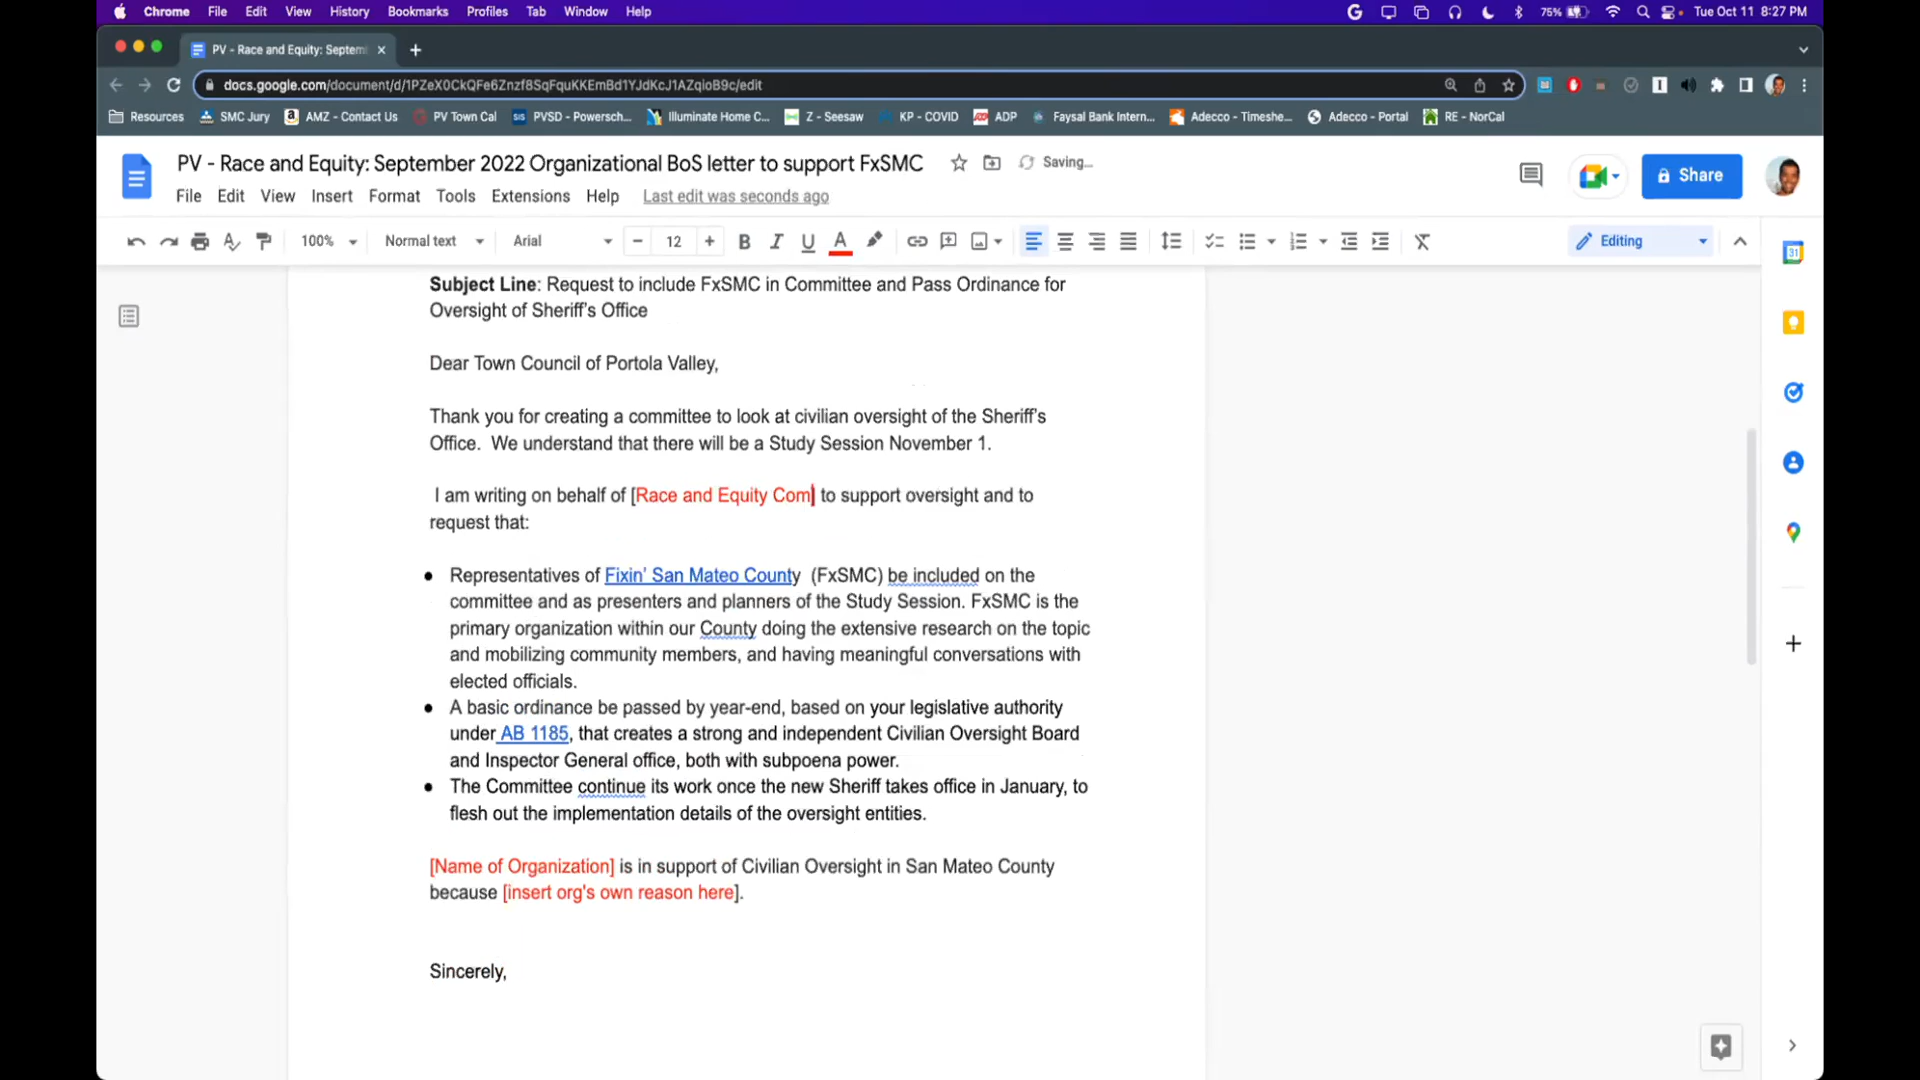 Chrome File Edit View History Bookmarks Profiles Tab Window Help 75% Tue Oct 11 8:27 PM
PV - Race and Equity: Septem
docs.google.com/document/d/1PZeX0CkQFe6Znzf8SqFquKKEmBd1YJdKcJ1AZqioB9c/edit
Resources SMC Jury AMZ - Contact Us PV Town Cal PVSD - Powersch... Illuminate Home C... Z - Seesaw KP - COVID ADP Faysal Bank Intern... Adecco - Timeshe... Adecco - Portal RE - NorCal
PV - Race and Equity: September 2022 Organizational BoS letter to support FxSMC Saving...
Share
File Edit View Insert Format Tools Extensions Help Last edit was seconds ago
100% Normal text Arial 12 B I U A Editing
Subject Line: Request to include FxSMC in Committee and Pass Ordinance for
Oversight of Sheriff's Office
Dear Town Council of Portola Valley,
Thank you for creating a committee to look at civilian oversight of the Sheriff's
Office. We understand that there will be a Study Session November 1.
I am writing on behalf of [Race and Equity Com] to support oversight and to
request that:
● Representatives of Fixin' San Mateo County (FxSMC) be included on the
committee and as presenters and planners of the Study Session. FxSMC is the
primary organization within our County doing the extensive research on the topic
and mobilizing community members, and having meaningful conversations with
elected officials.
● A basic ordinance be passed by year-end, based on your legislative authority
under AB 1185, that creates a strong and independent Civilian Oversight Board
and Inspector General office, both with subpoena power.
● The Committee continue its work once the new Sheriff takes office in January, to
flesh out the implementation details of the oversight entities.
[Name of Organization] is in support of Civilian Oversight in San Mateo County
because [insert org's own reason here].
Sincerely,